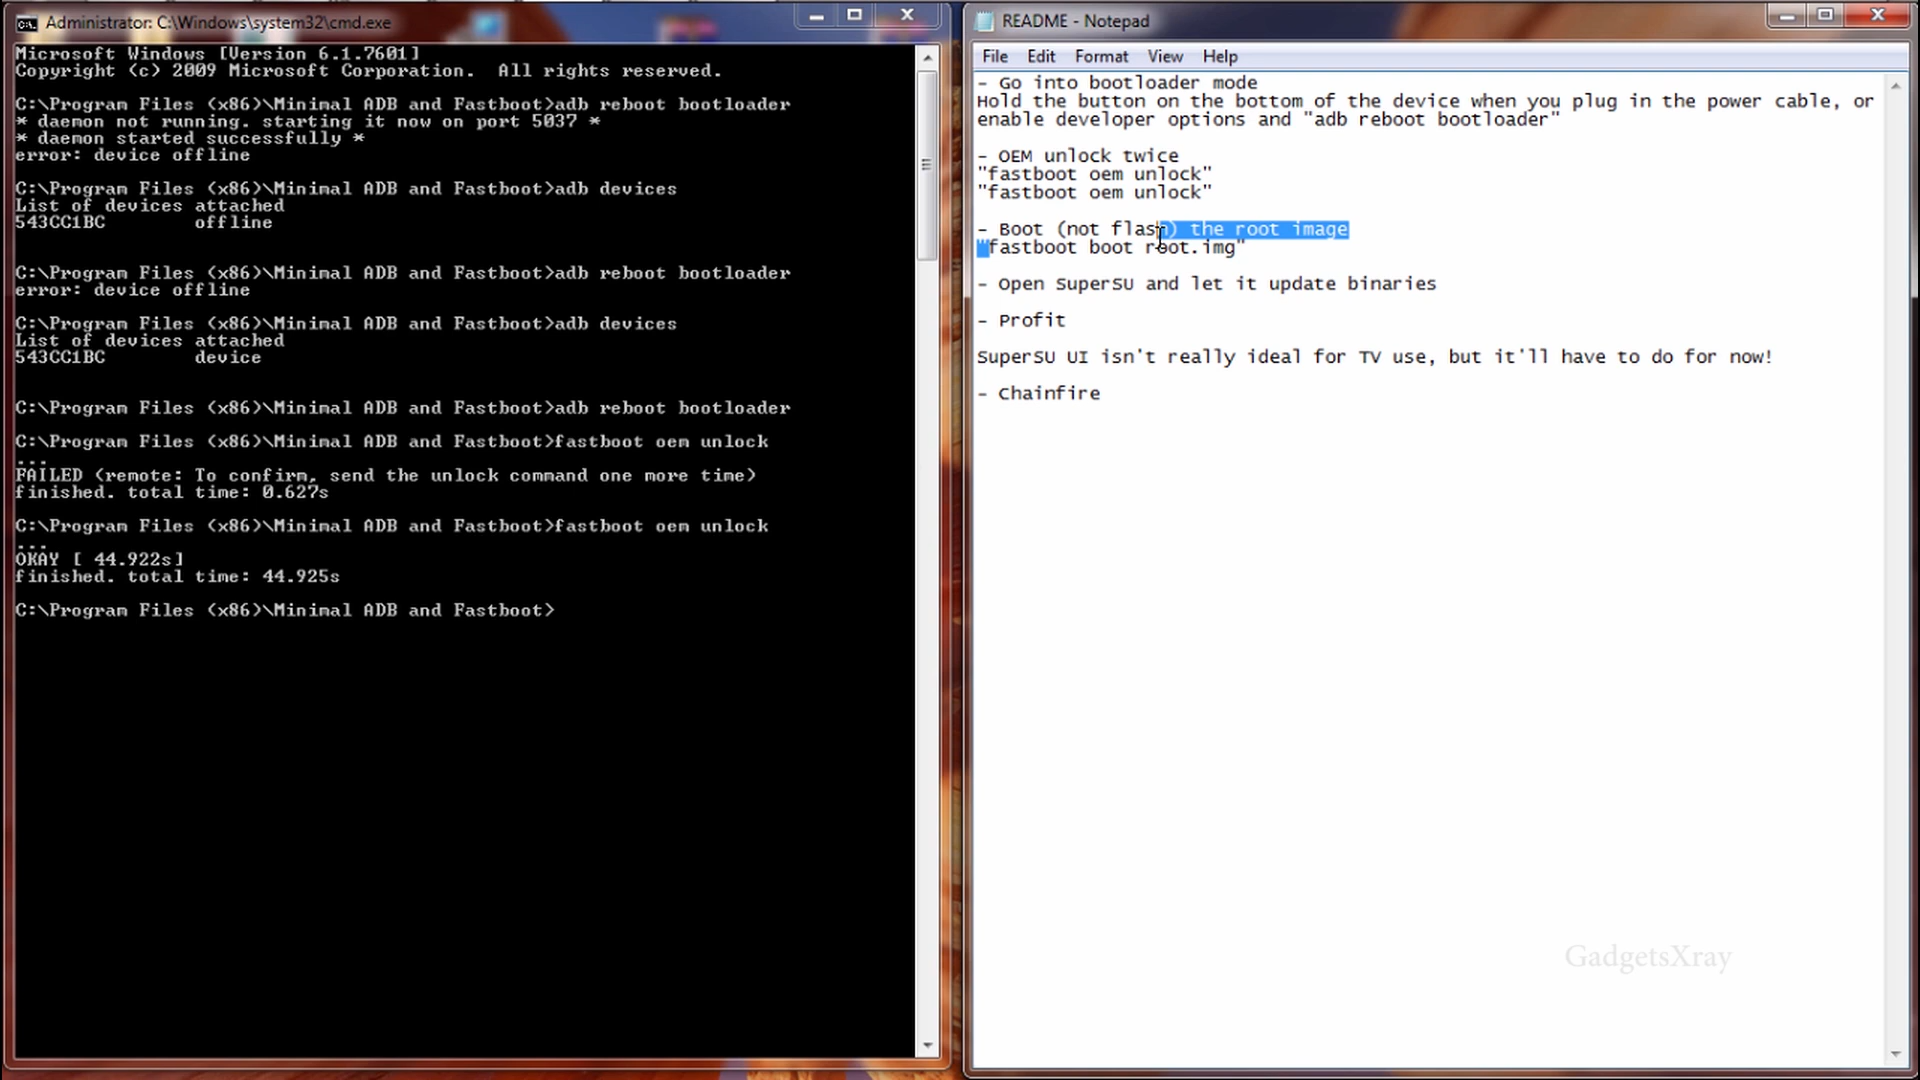 Administrator: C:\Windows\system32\cmd.exe
Microsoft Windows [Version 6.1.7601]
Copyright (c) 2009 Microsoft Corporation.  All rights reserved.
C:\Program Files (x86)\Minimal ADB and Fastboot>adb reboot bootloader
* daemon not running. starting it now on port 5037 *
* daemon started successfully *
error: device offline
C:\Program Files (x86)\Minimal ADB and Fastboot>adb devices
List of devices attached
543CC1BC        offline
C:\Program Files (x86)\Minimal ADB and Fastboot>adb reboot bootloader
error: device offline
C:\Program Files (x86)\Minimal ADB and Fastboot>adb devices
List of devices attached
543CC1BC        device
C:\Program Files (x86)\Minimal ADB and Fastboot>adb reboot bootloader
C:\Program Files (x86)\Minimal ADB and Fastboot>fastboot oem unlock
...
FAILED (remote: To confirm, send the unlock command one more time)
finished. total time: 0.627s
C:\Program Files (x86)\Minimal ADB and Fastboot>fastboot oem unlock
...
OKAY [ 44.922s]
finished. total time: 44.925s
C:\Program Files (x86)\Minimal ADB and Fastboot>
README - Notepad
File Edit Format View Help
- Go into bootloader mode
Hold the button on the bottom of the device when you plug in the power cable, or
enable developer options and "adb reboot bootloader"
- OEM unlock twice
"fastboot oem unlock"
"fastboot oem unlock"
- Boot (not flash) the root image
"fastboot boot root.img"
- Open SuperSU and let it update binaries
- Profit
SuperSU UI isn't really ideal for TV use, but it'll have to do for now!
- Chainfire
GadgetsXray